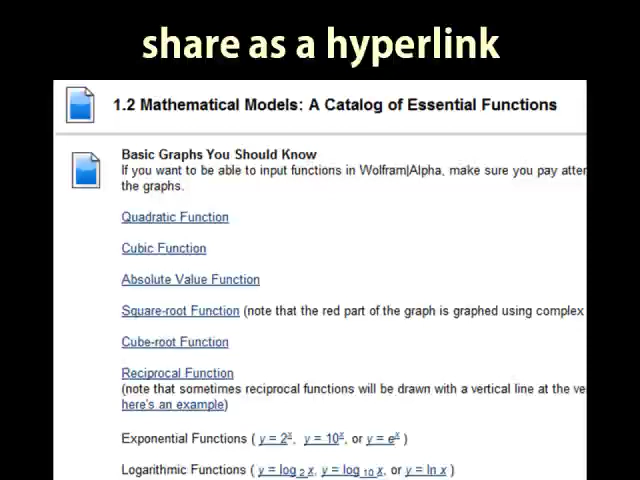 share as a hyperlink
1.2 Mathematical Models: A Catalog of Essential Functions
Basic Graphs You Should Know
If you want to be able to input functions in Wolfram|Alpha, make sure you pay
the graphs.
Quadratic Function
Cubic Function
Absolute Value Function
Square-root Function (note that the red part of the graph is graphed using complex
Cube-root Function
Reciprocal Function
(note that sometimes reciprocal functions will be drawn with a vertical line at the
here's an example)
Exponential Functions ( y = 2ˣ, y = 10ˣ, or y = eˣ )
Logarithmic Functions ( y = log ₂ x, y = log ₁₀ x, or y = ln x )